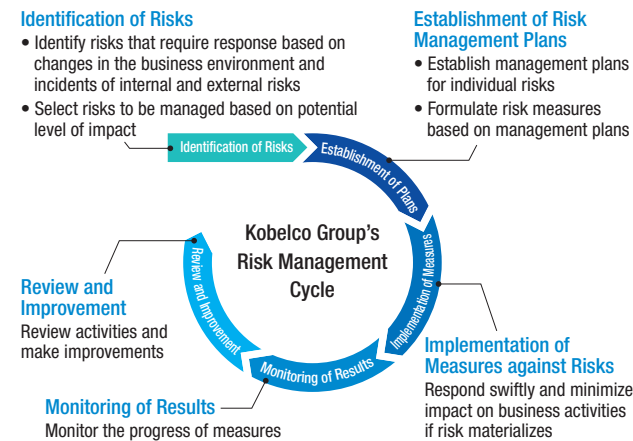 Identification of Risks
• Identify risks that require response based on
changes in the business environment and
incidents of internal and external risks
• Select risks to be managed based on potential
level of impact
Establishment of Risk
Management Plans
• Establish management plans
for individual risks
• Formulate risk measures
based on management plans
Identification of Risks
Establishment of Plans
Implementation of Measures
Monitoring of Results
Review and Improvement
Kobelco Group's
Risk Management
Cycle
Review and
Improvement
Review activities and
make improvements
Implementation of
Measures against Risks
Respond swiftly and minimize
impact on business activities
if risk materializes
Monitoring of Results
Monitor the progress of measures